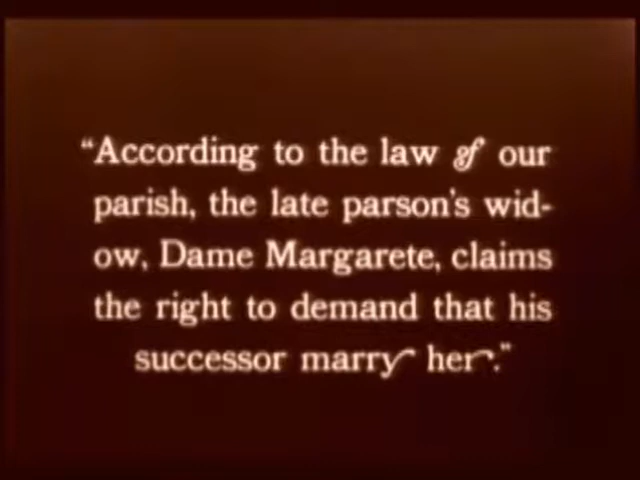 “According to the law of our
parish, the late parson's wid-
ow, Dame Margarete, claims
the right to demand that his
successor marry her.”